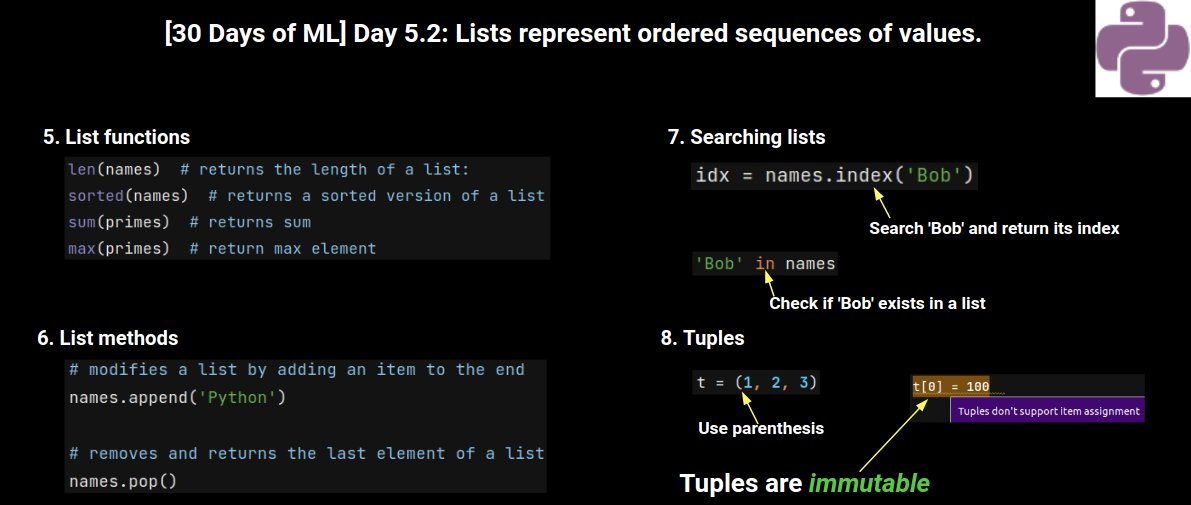 [30 Days of ML] Day 5.2: Lists represent ordered sequences of values.
5. List functions
len(names)  # returns the length of a list:
sorted(names)  # returns a sorted version of a list
sum(primes)  # returns sum
max(primes)  # return max element
6. List methods
# modifies a list by adding an item to the end
names.append('Python')
# removes and returns the last element of a list
names.pop()
7. Searching lists
idx = names.index('Bob')
Search 'Bob' and return its index
'Bob' in names
Check if 'Bob' exists in a list
8. Tuples
t = (1, 2, 3)
Use parenthesis
t[0] = 100
Tuples don't support item assignment
Tuples are immutable